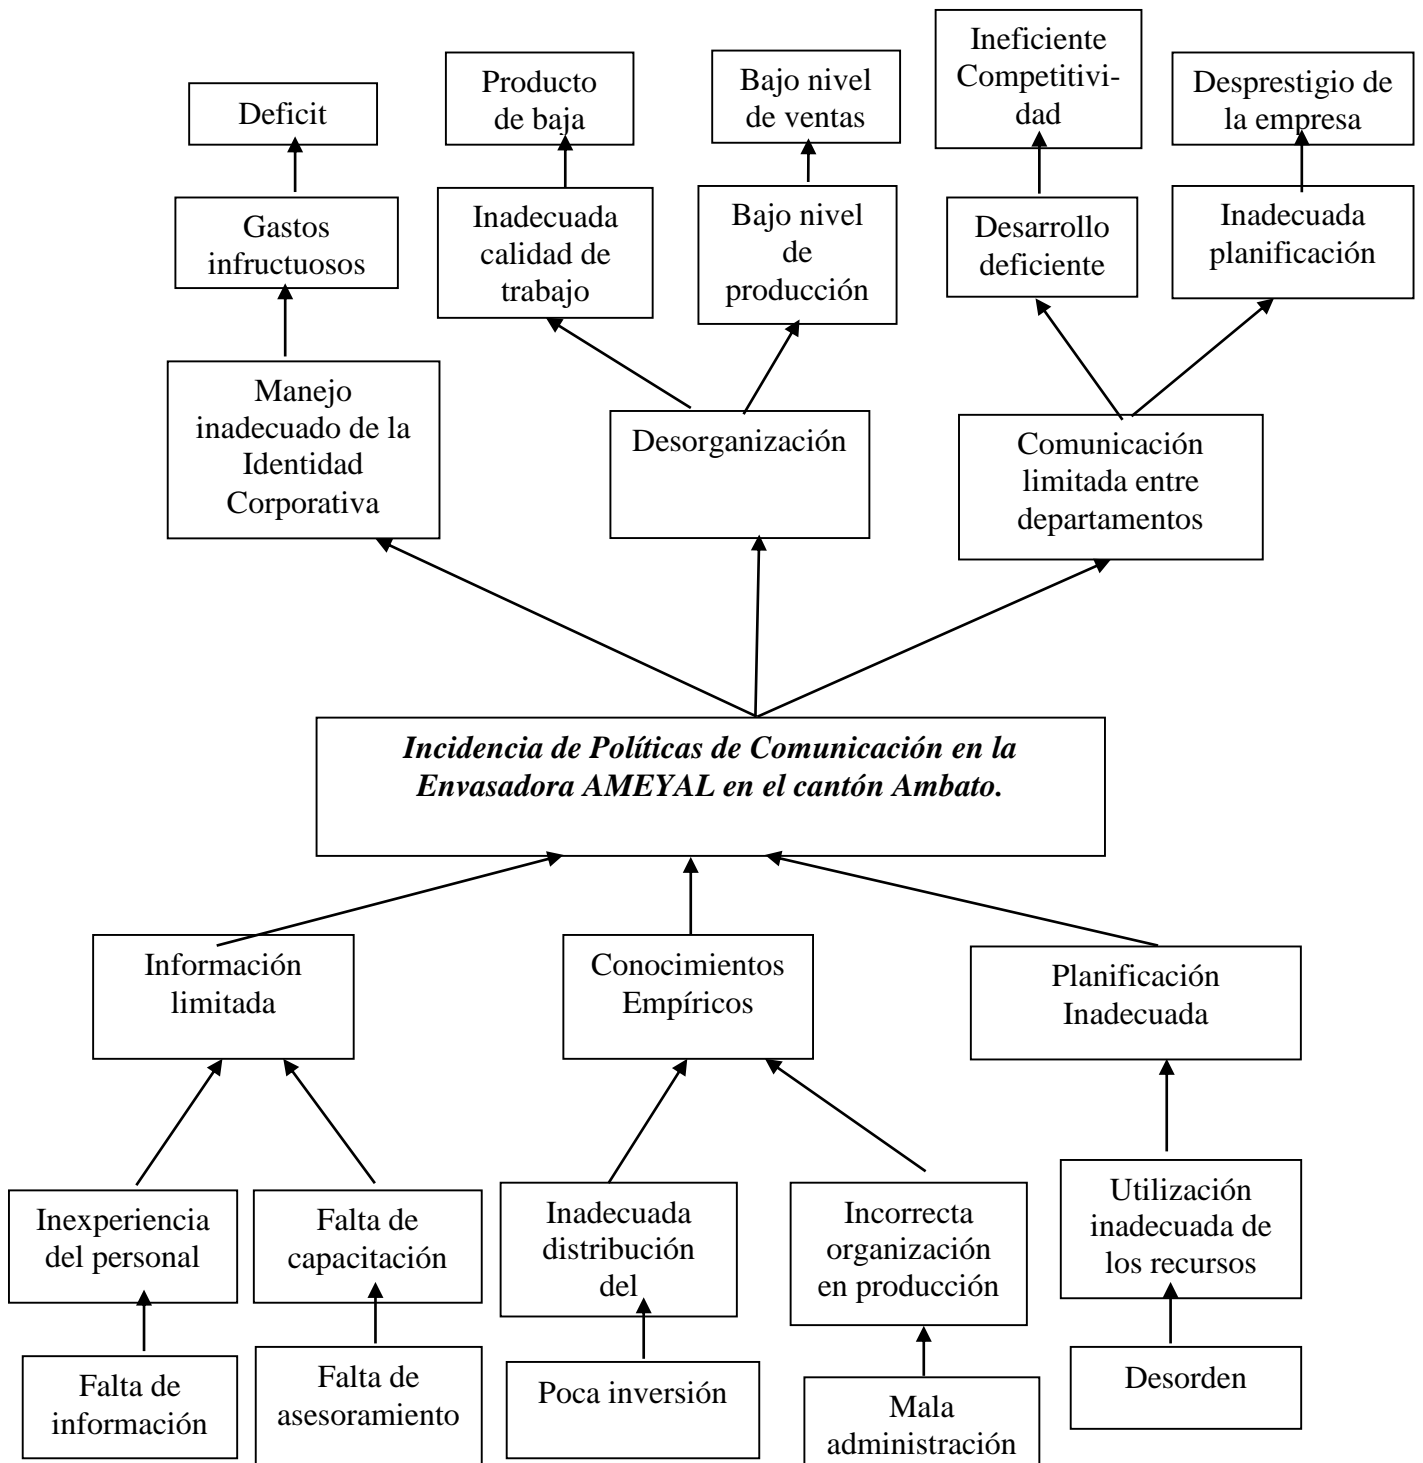 Deficit
Producto
de baja
Bajo nivel
de ventas
Ineficiente
Competitivi-
dad
Desprestigio de
la empresa
Gastos
infructuosos
Inadecuada
calidad de
trabajo
Bajo nivel
de
producción
Desarrollo
deficiente
Inadecuada
planificación
Manejo
inadecuado de la
Identidad
Corporativa
Desorganización
Comunicación
limitada entre
departamentos
Incidencia de Políticas de Comunicación en la
Envasadora AMEYAL en el cantón Ambato.
Información
limitada
Conocimientos
Empíricos
Planificación
Inadecuada
Inexperiencia
del personal
Falta de
capacitación
Inadecuada
distribución
del
Incorrecta
organización
en producción
Utilización
inadecuada de
los recursos
Falta de
información
Falta de
asesoramiento
Poca inversión
Mala
administración
Desorden